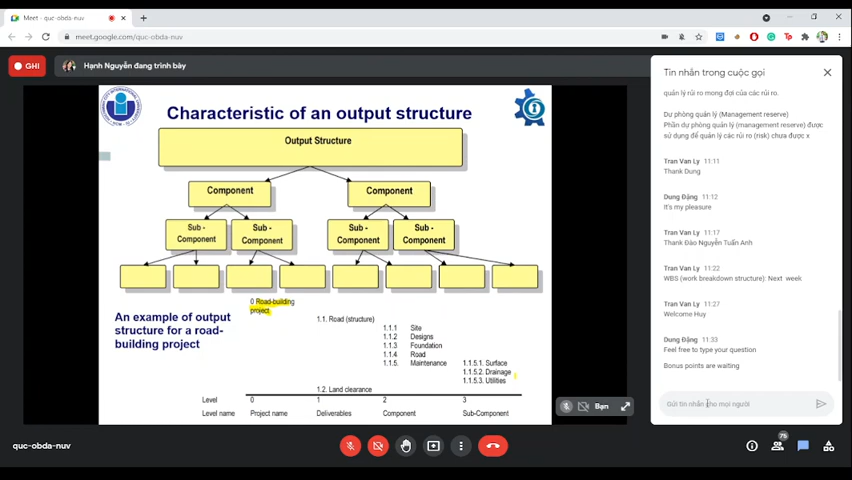 Meet - quc-obda-nuv
meet.google.com/quc-obda-nuv
GHI
Hạnh Nguyễn đang trình bày
Characteristic of an output structure
Output Structure
Component
Component
Sub -
Component
Sub -
Component
Sub -
Component
Sub -
Component
An example of output
structure for a road-
building project
0 Road-building
project
1.1. Road (structure)
1.1.1 Site
1.1.2 Designs
1.1.3 Foundation
1.1.4 Road
1.1.5. Maintenance
1.1.5.1. Surface
1.1.5.2. Drainage
1.1.5.3. Utilities
1.2. Land clearance
Level 0 1 2 3
Level name Project name Deliverables Component Sub-Component
Bạn
Tin nhắn trong cuộc gọi
quản lý rủi ro mong đợi của các rủi ro.
Dự phòng quản lý (Management reserve)
Phần dự phòng quản lý (management reserve) được
sử dụng để quản lý các rủi ro (risk) chưa được x
Tran Van Ly 11:11
Thank Dung
Dung Đặng 11:12
It's my pleasure
Tran Van Ly 11:17
Thank Đào Nguyễn Tuấn Anh
Tran Van Ly 11:22
WBS (work breakdown structure): Next week
Tran Van Ly 11:27
Welcome Huy
Dung Đặng 11:33
Feel free to type your question
Bonus points are waiting
Gửi tin nhắn cho mọi người
quc-obda-nuv
75